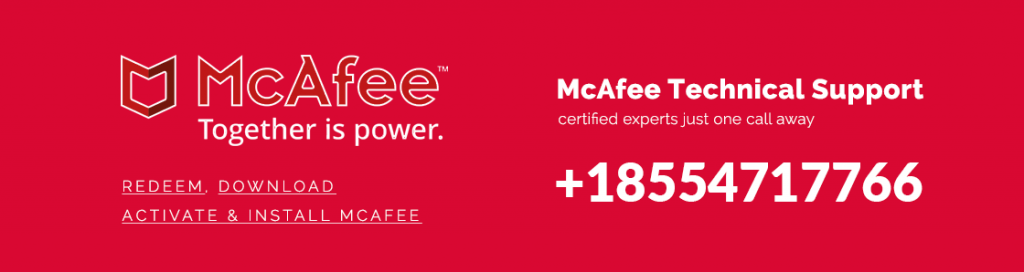 McAfee™
Together is power.
REDEEM, DOWNLOAD
ACTIVATE & INSTALL MCAFEE
McAfee Technical Support
certified experts just one call away
+18554717766